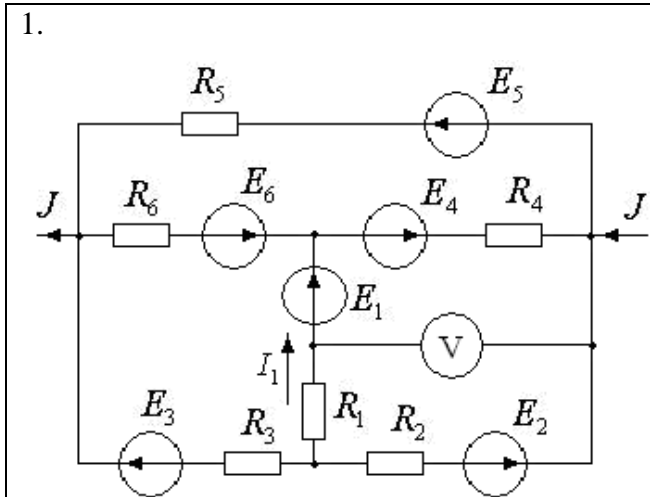 1.
R₅ E₅
J R₆ E₆ E₄ R₄ J
E₁
V
I₁
E₃ R₃ R₁ R₂ E₂